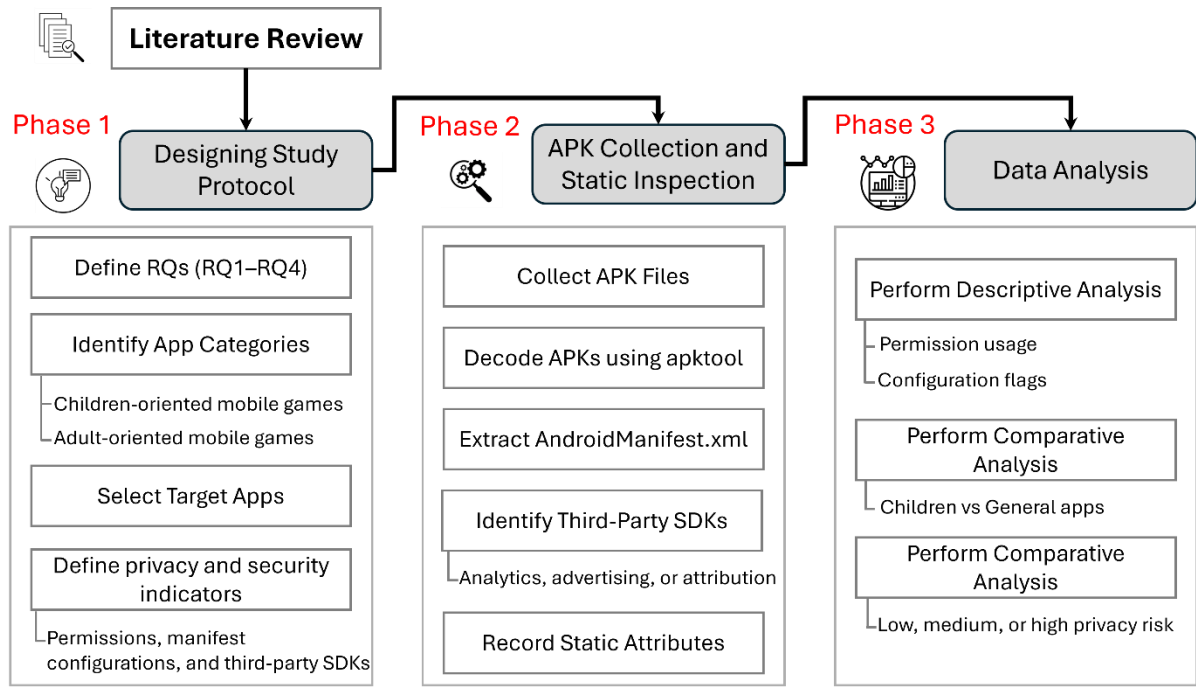 Literature Review
Phase 1
Designing Study
Protocol
Phase 2
APK Collection and
Static Inspection
Phase 3
Data Analysis
Define RQs (RQ1–RQ4)
Identify App Categories
Children-oriented mobile games
Adult-oriented mobile games
Select Target Apps
Define privacy and security
indicators
Permissions, manifest
configurations, and third-party SDKs
Collect APK Files
Decode APKs using apktool
Extract AndroidManifest.xml
Identify Third-Party SDKs
Analytics, advertising, or attribution
Record Static Attributes
Perform Descriptive Analysis
Permission usage
Configuration flags
Perform Comparative
Analysis
Children vs General apps
Perform Comparative
Analysis
Low, medium, or high privacy risk